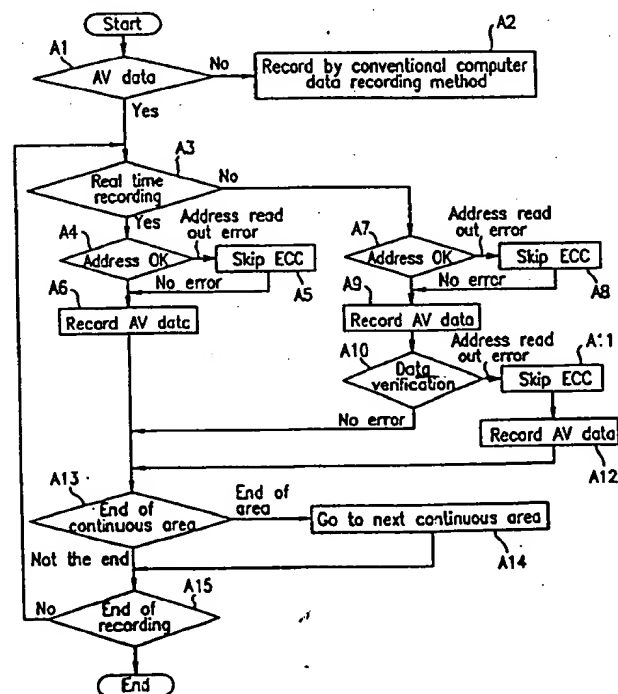 Start
A1
A2
AV data
No
Record by conventional computer
data recording method
Yes
A3
Real time
recording
No
Yes
A4
Address read
out error
Address OK
Skip ECC
A5
No error
A6
Record AV data
A7
Address read
out error
Address OK
Skip ECC
A8
No error
A9
Record AV data
A10
Address read
out error
A11
Data
verification
Skip ECC
No error
Record AV data
A12
A13
End of
continuous area
End of
area
Go to next continuous area
A14
Not the end
A15
No
End of
recording
End